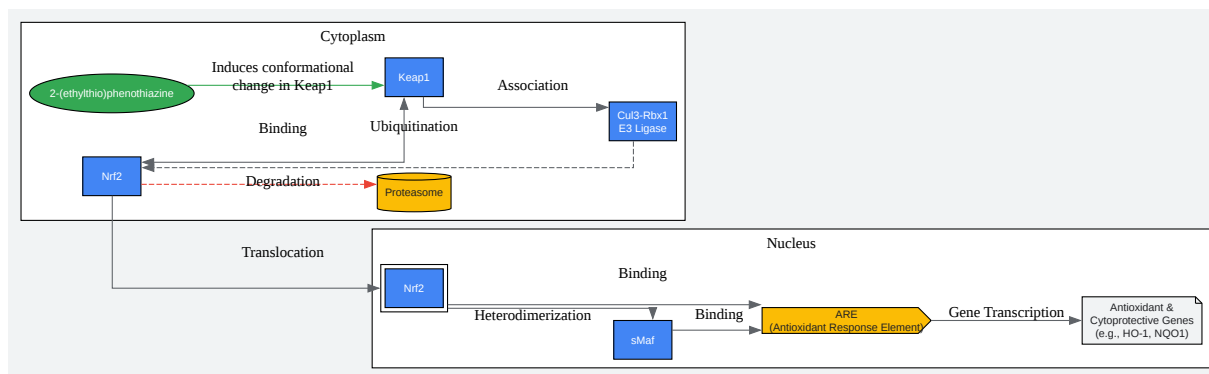 Cytoplasm
Induces conformational
change in Keap1
2-(ethylthio)phenothiazine
Keap1
Association
Cul3-Rbx1
E3 Ligase
Binding
Ubiquitination
Nrf2
Degradation
Proteasome
Translocation
Nucleus
Nrf2
Binding
Heterodimerization
Binding
sMaf
ARE
(Antioxidant Response Element)
Gene Transcription
Antioxidant &
Cytoprotective Genes
(e.g., HO-1, NQO1)